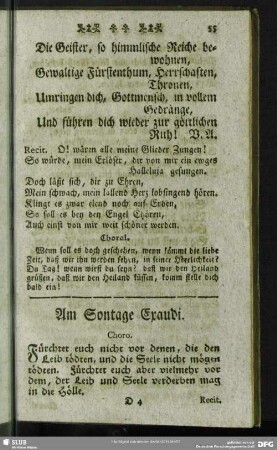 55
Die Geister, so himmlische Reiche be-
wohnen,
Gewaltige Fürstenthum, Herrschaften,
Thronen,
Umringen dich, Gottmensch, in vollem
Gedränge,
Und führen dich wieder zur göttlichen
Ruh! V. A.
Recit. O! wären alle meine Glieder Zungen!
So würde, mein Erlöser, dir von mir ein ewges
Halleluja gesungen.
Doch läßt sich, dir zu Ehren,
Mein schwach, mein lallend Herz lobsingend hören.
Klingt es zwar elend noch auf Erden,
So soll es bey den Engel Chören,
Auch einst von mir weit schöner werden.
Choral.
Wenn soll es doch geschehen, wenn kömmt die liebe
Zeit, daß wir ihn werden sehen, in seiner Herrlichkeit?
Du Tag! wenn wirst du seyn? daß wir den Heiland
grüßen, daß wir den Heiland küssen, komm stelle dich
bald ein!
Am Sontage Exaudi.
Choro.
Fürchtet euch nicht vor denen, die den
Leib tödten, und die Seele nicht mögen
tödten. Fürchtet euch aber vielmehr vor
dem, der Leib und Seele verderben mag
in die Hölle.
D 4 Recit.
SLUB